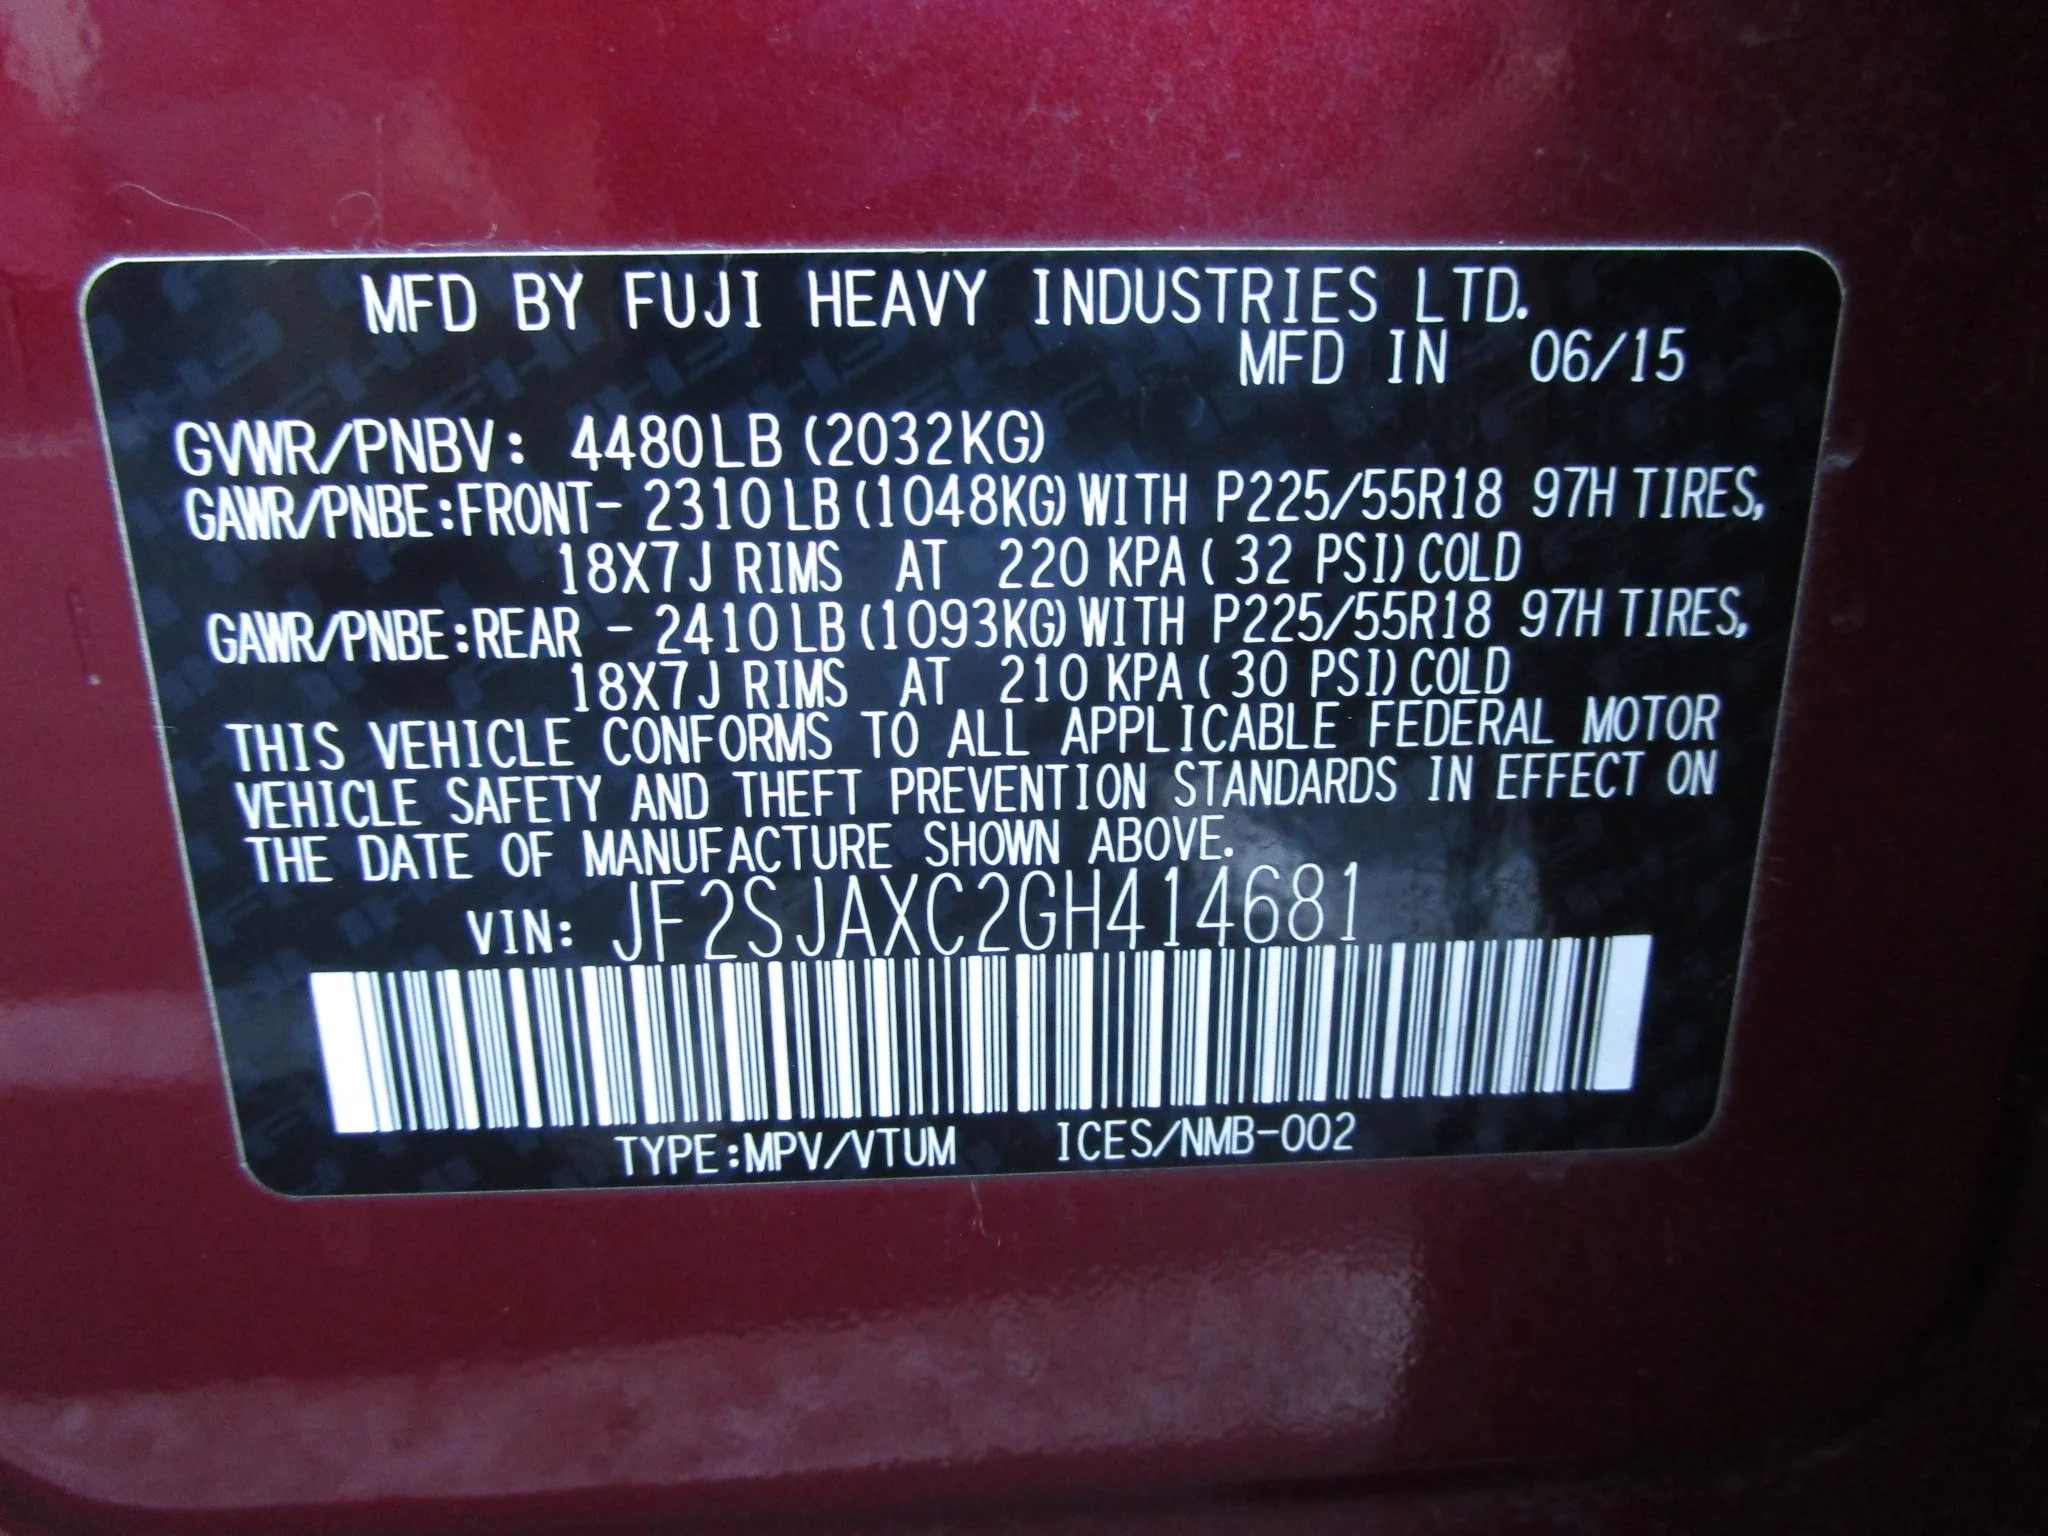 MFD BY FUJI HEAVY INDUSTRIES LTD.
MFD IN 06/15
GVWR/PNBV: 4480LB (2032KG)
GAWR/PNBE:FRONT- 2310LB(1048KG)WITH P225/55R18 97H TIRES,
18X7J RIMS AT 220 KPA( 32 PSI)COLD
GAWR/PNBE:REAR - 2410LB(1093KG)WITH P225/55R18 97H TIRES,
18X7J RIMS AT 210 KPA( 30 PSI)COLD
THIS VEHICLE CONFORMS TO ALL APPLICABLE FEDERAL MOTOR
VEHICLE SAFETY AND THEFT PREVENTION STANDARDS IN EFFECT ON
THE DATE OF MANUFACTURE SHOWN ABOVE.
VIN: JF2SJAXC2GH414681
TYPE:MPV/VTUM ICES/NMB-002